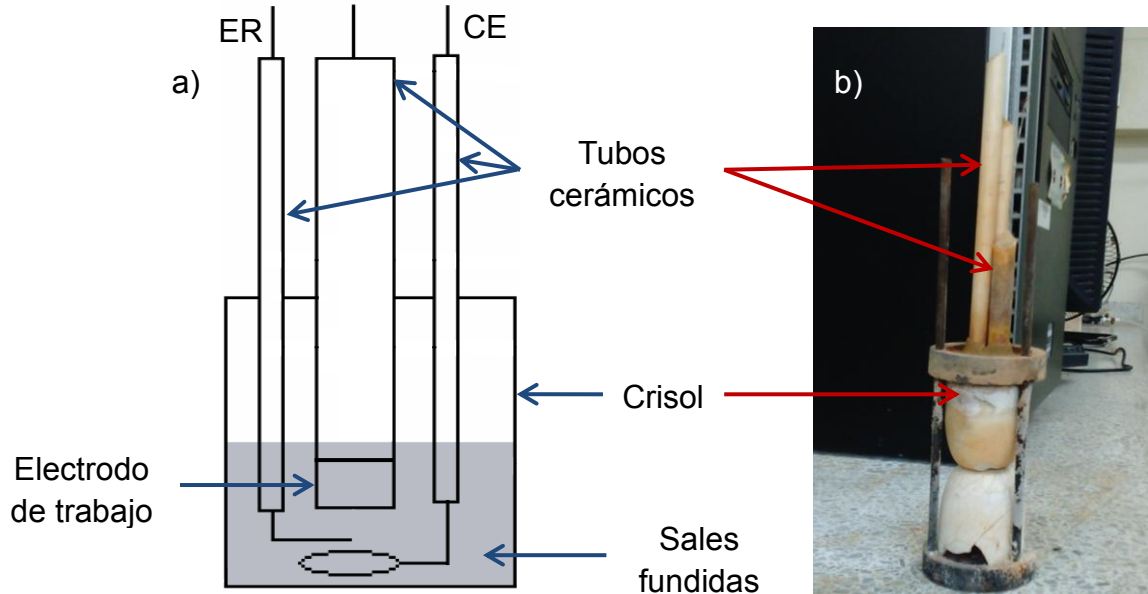 ER
CE
a)
b)
Tubos
cerámicos
Crisol
Electrodo
de trabajo
Sales
fundidas